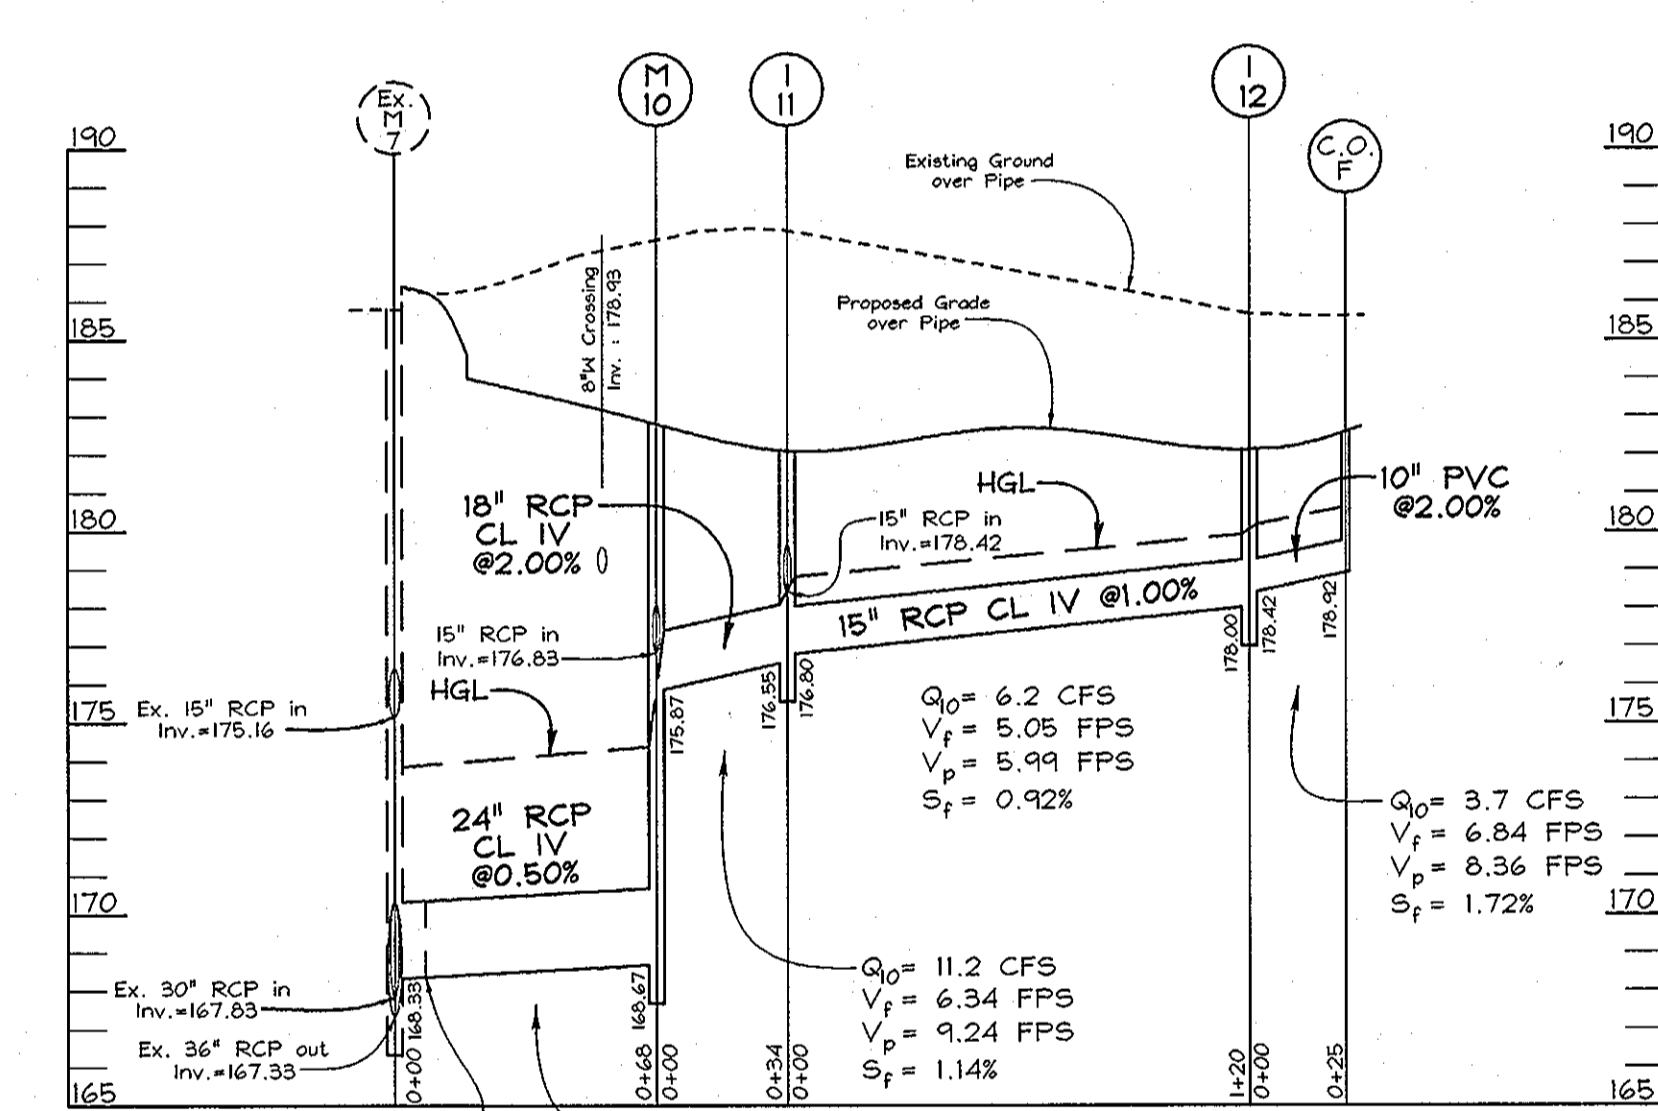 Ex.
M
7
M
10
I
11
I
12
C.O.
F
190
190
Existing Ground
over Pipe
8"W Crossing
Inv. : 178.93
Proposed Grade
over Pipe
185
185
18" RCP
CL IV
@2.00%
HGL
15" RCP in
Inv.=178.42
10" PVC
@2.00%
180
180
15" RCP CL IV @1.00%
15" RCP in
Inv.=176.83
HGL
178.00
178.42
178.92
176.55
176.80
175.87
Ex. 15" RCP in
Inv.=175.16
175
175
Q10= 6.2 CFS
Vf = 5.05 FPS
Vp = 5.99 FPS
Sf = 0.92%
24" RCP
CL IV
@0.50%
Q10= 3.7 CFS
Vf = 6.84 FPS
Vp = 8.36 FPS
Sf = 1.72%
170
170
Q10= 11.2 CFS
Vf = 6.34 FPS
Vp = 9.24 FPS
Sf = 1.14%
Ex. 30" RCP in
Inv.=167.83
Ex. 36" RCP out
Inv.=167.33
168.33
168.67
0+00
0+68
0+00
0+34
0+00
1+20
0+00
0+25
165
165